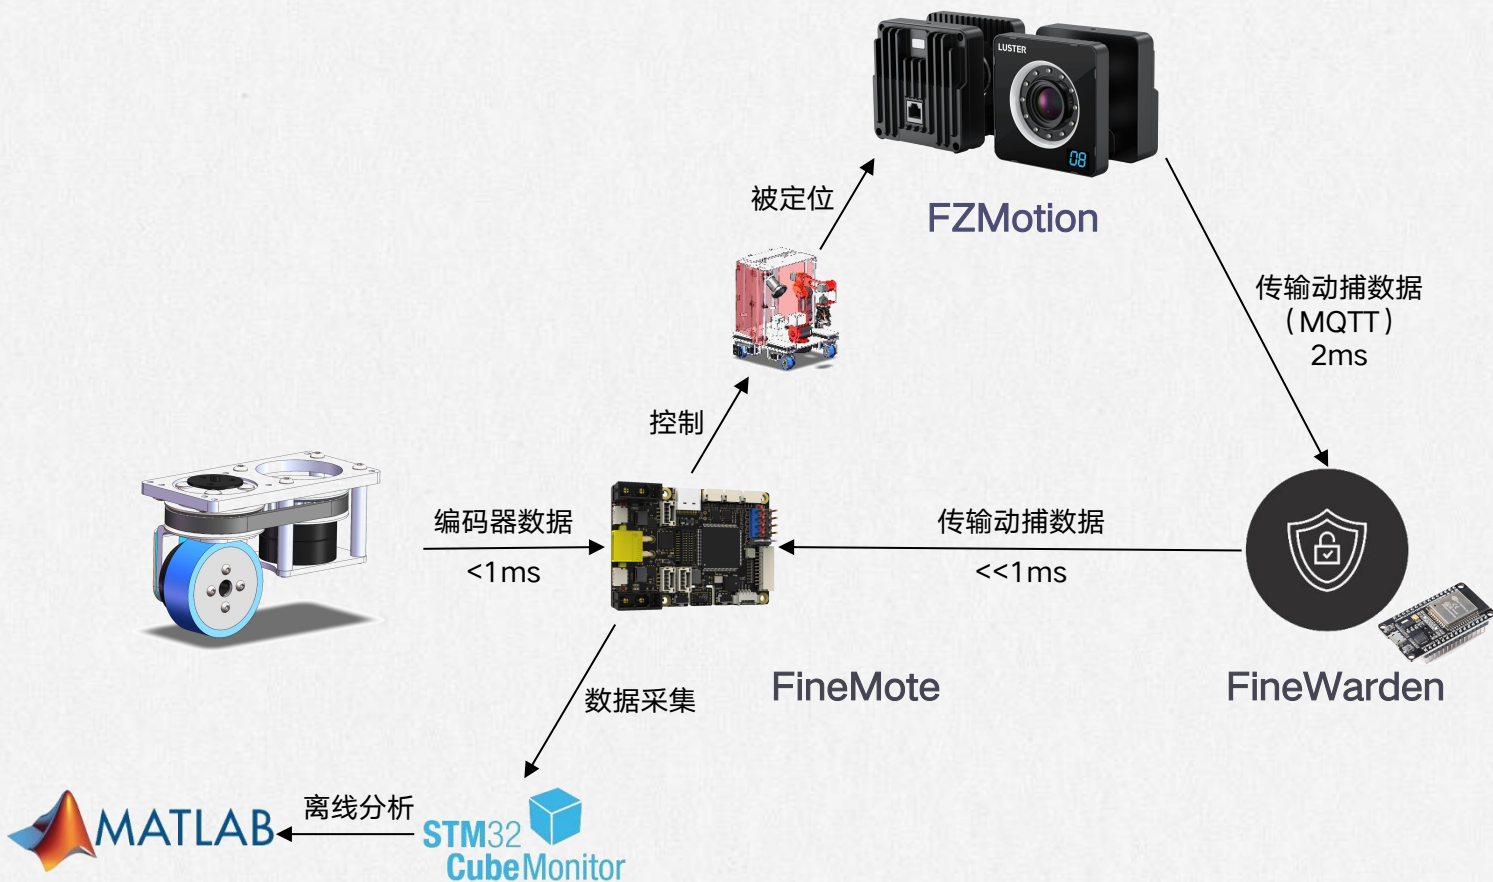 LUSTER
08
被定位
FZMotion
传输动捕数据
（MQTT）
2ms
控制
编码器数据
<1ms
传输动捕数据
<<1ms
FineMote
FineWarden
数据采集
MATLAB
离线分析
STM32
CubeMonitor